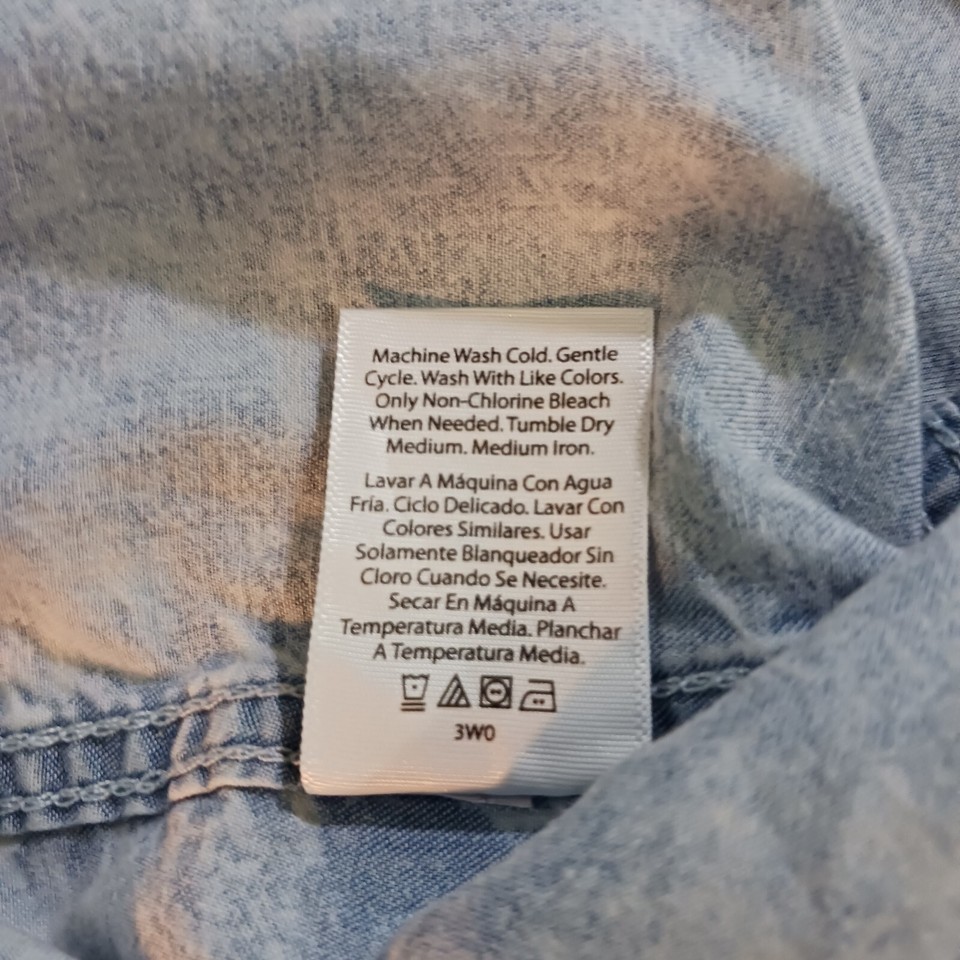 Machine Wash Cold. Gentle
Cycle. Wash With Like Colors.
Only Non-Chlorine Bleach
When Needed. Tumble Dry
Medium. Medium Iron.
Lavar A Máquina Con Agua
Fría. Ciclo Delicado. Lavar Con
Colores Similares. Usar
Solamente Blanqueador Sin
Cloro Cuando Se Necesite.
Secar En Máquina A
Temperatura Media. Planchar
A Temperatura Media.
3W0